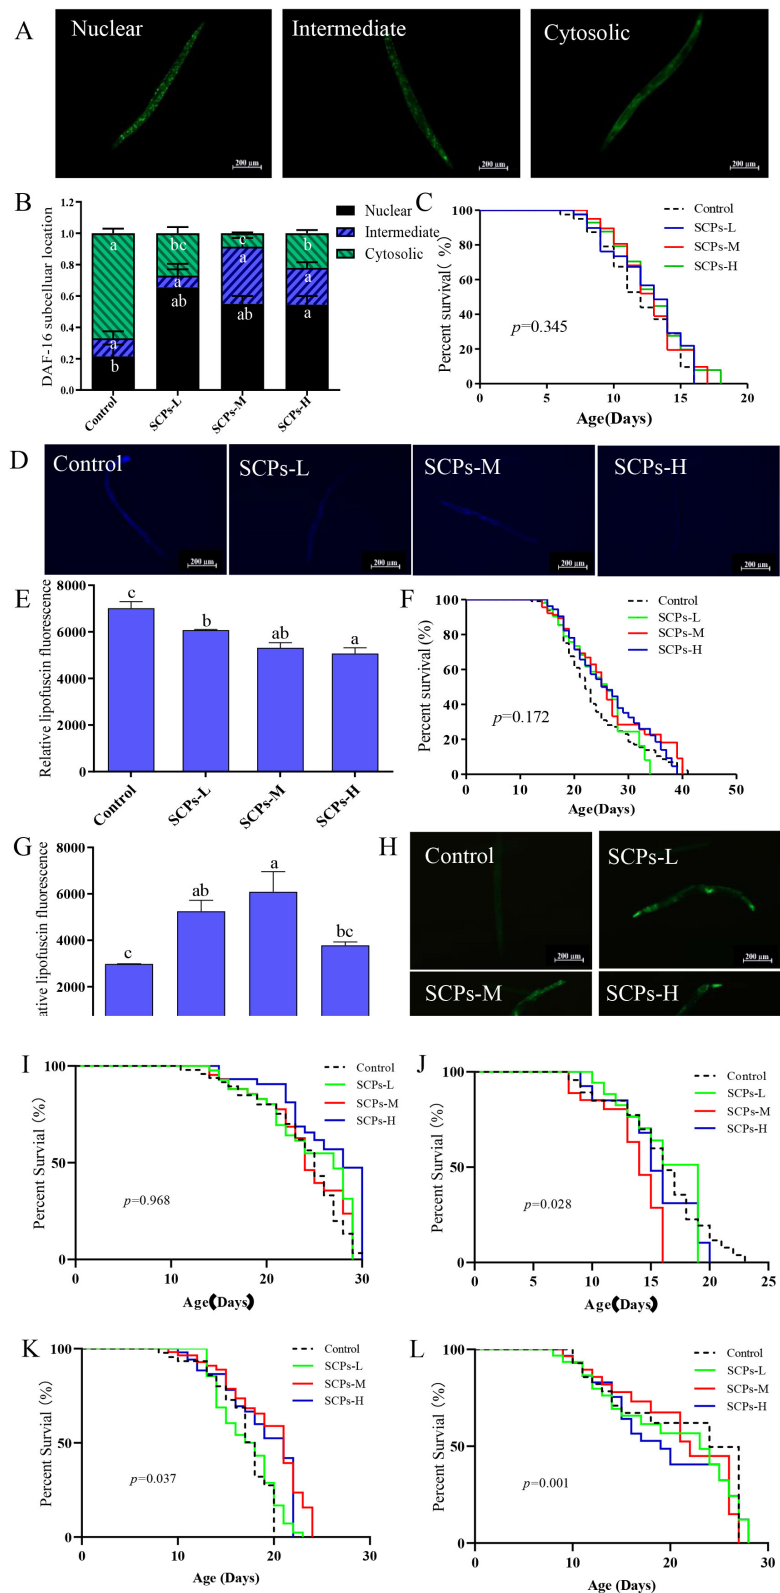 A
Nuclear
Intermediate
Cytosolic
200 µm
200 µm
200 µm
B
DAF-16 subcelluar location
1.2
1.0
0.8
0.6
0.4
0.2
0.0
Nuclear
Intermediate
Cytosolic
a
bc
c
b
a
a
a
a
b
ab
ab
a
Control
SCPs-L
SCPs-M
SCPs-H
C
Percent survival( %)
100
80
60
40
20
0
Control
SCPs-L
SCPs-M
SCPs-H
p=0.345
0
5
10
15
20
Age(Days)
D
Control
SCPs-L
SCPs-M
SCPs-H
200 µm
200 µm
200 µm
200 µm
E
Relative lipofuscin fluorescence
8000
6000
4000
2000
0
c
b
ab
a
Control
SCPs-L
SCPs-M
SCPs-H
F
Percent survival (%)
100
80
60
40
20
0
Control
SCPs-L
SCPs-M
SCPs-H
p=0.172
0
10
20
30
40
50
Age(Days)
G
ative lipofuscin fluorescence
8000
6000
4000
2000
c
ab
a
bc
H
Control
SCPs-L
200 µm
200 µm
SCPs-M
SCPs-H
I
Percent Survial (%)
100
50
0
Control
SCPs-L
SCPs-M
SCPs-H
p=0.968
0
10
20
30
Age(Days)
J
Percent Survial (%)
100
50
0
Control
SCPs-L
SCPs-M
SCPs-H
p=0.028
0
5
10
15
20
25
Age(Days)
K
Percent Survial (%)
100
50
0
Control
SCPs-L
SCPs-M
SCPs-H
p=0.037
0
10
20
30
Age (Days)
L
Percent Survial (%)
100
50
0
Control
SCPs-L
SCPs-M
SCPs-H
p=0.001
0
10
20
30
Age (Days)